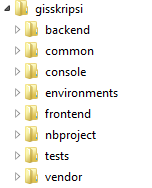 gisskripsi
backend
common
console
environments
frontend
nbproject
tests
vendor